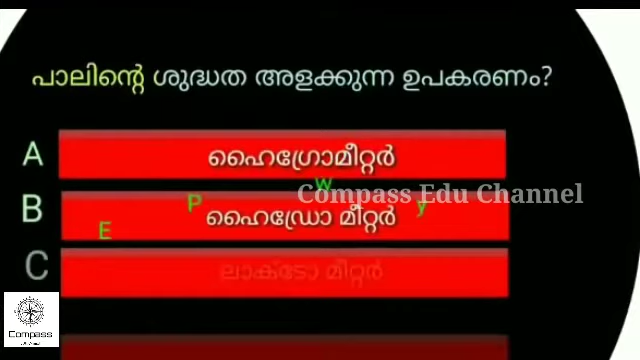 പാലിന്റെ ശുദ്ധത അളക്കുന്ന ഉപകരണം?
A ഹൈഗ്രോമീറ്റർ
w
Compass Edu Channel
B ഹൈഡ്രോ മീറ്റർ
P
y
E
C ലാക്ടോ മീറ്റർ
Compass